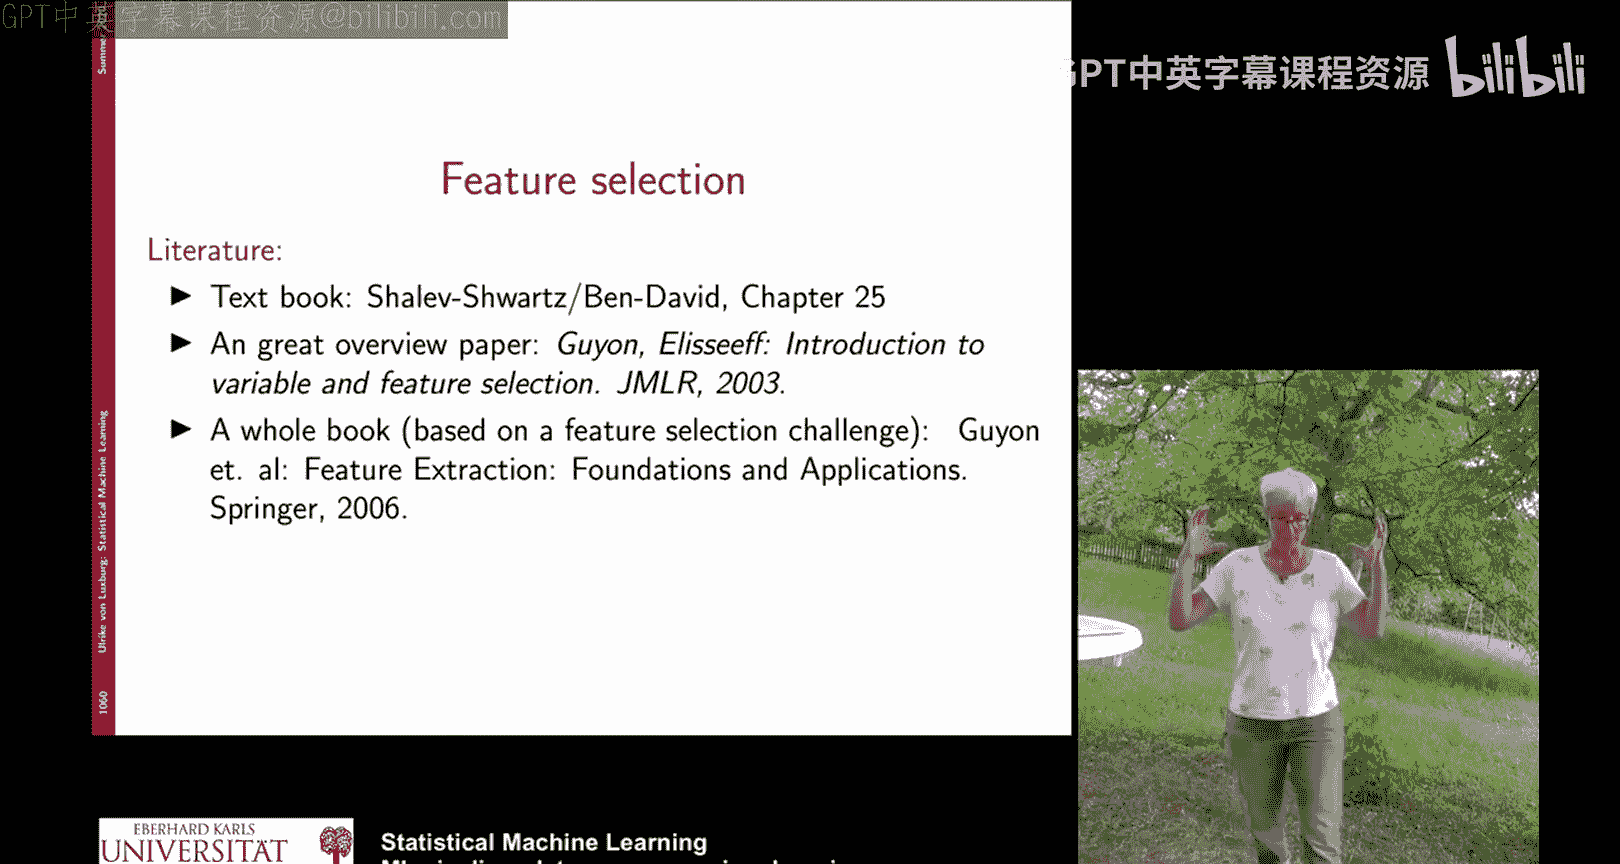 GPT中英字幕课程资源@bilibili.com
GPT中英字幕课程资源 bilibili
Feature selection
Literature:
▶ Text book: Shalev-Shwartz/Ben-David, Chapter 25
▶ An great overview paper: Guyon, Elisseeff: Introduction to
variable and feature selection. JMLR, 2003.
▶ A whole book (based on a feature selection challenge): Guyon
et. al: Feature Extraction: Foundations and Applications.
Springer, 2006.
Ulrike von Luxburg: Statistical Machine Learning
1060
EBERHARD KARLS
UNIVERSITÄT
Statistical Machine Learning